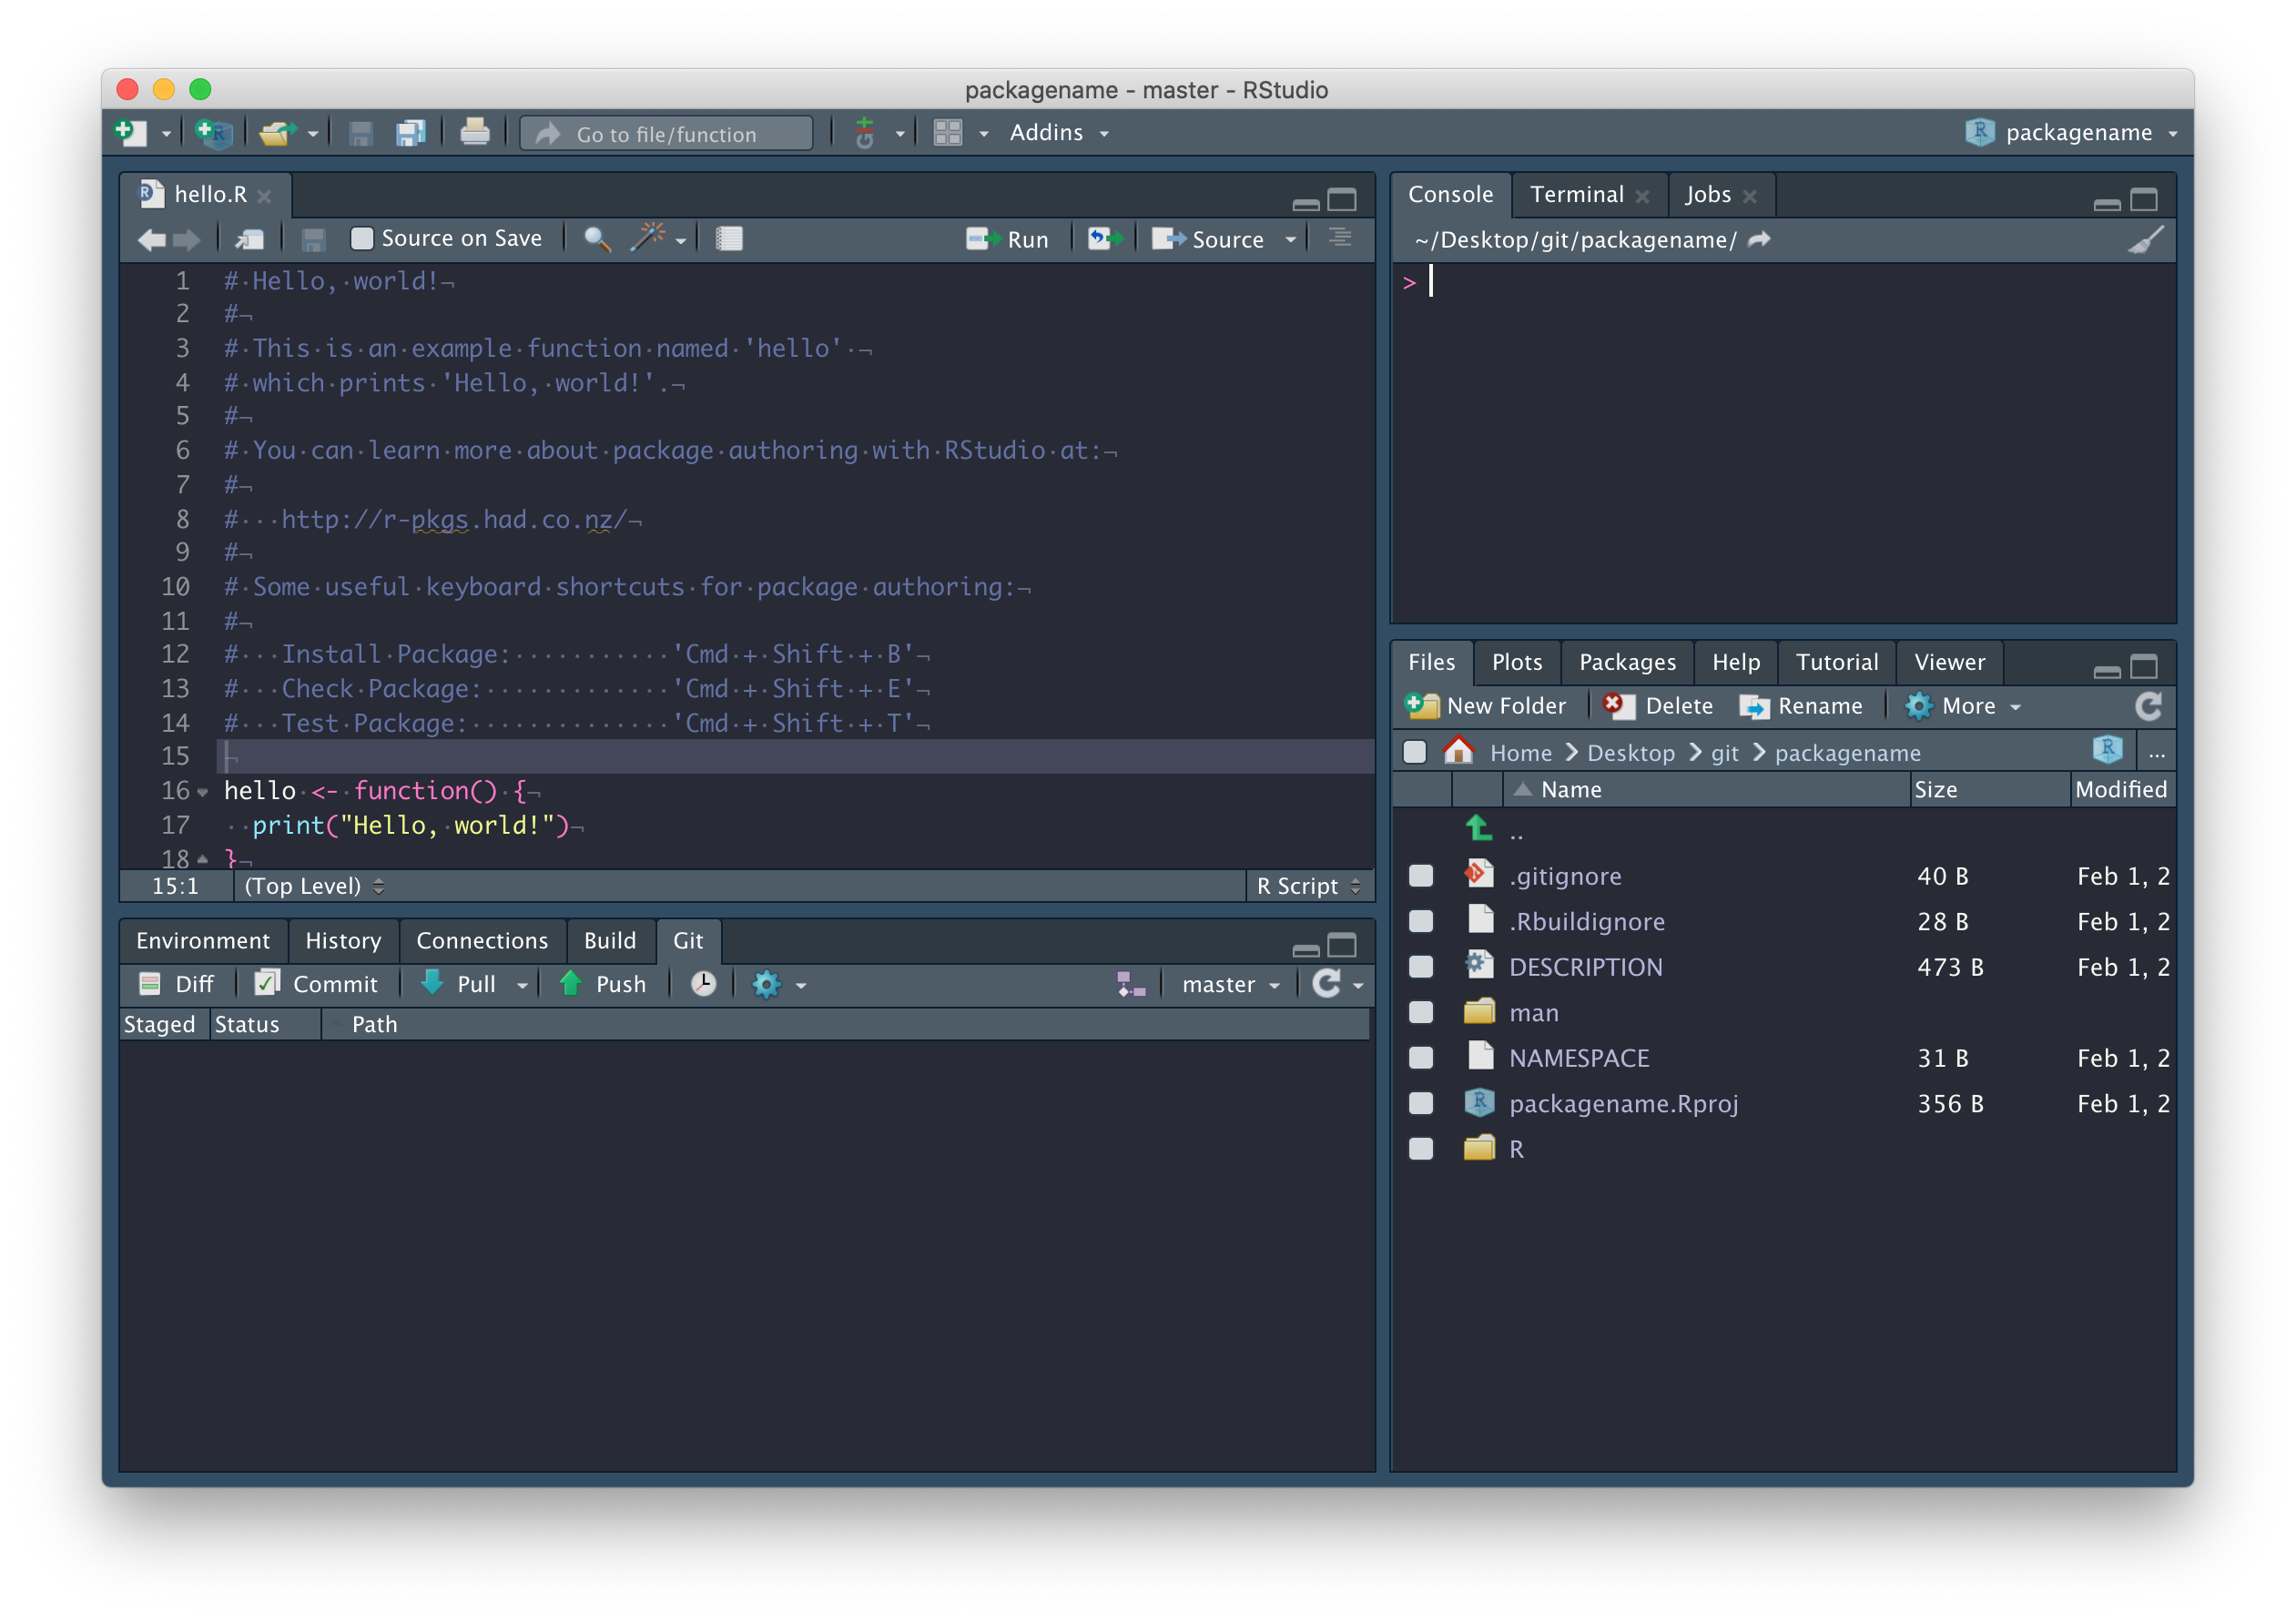 packagename - master - RStudio
Go to file/function
Addins
packagename
hello.R
Source on Save
Run
Source
1 # Hello, world!
2 #
3 # This is an example function named 'hello'
4 # which prints 'Hello, world!'.
5 #
6 # You can learn more about package authoring with RStudio at:
7 #
8 #   http://r-pkgs.had.co.nz/
9 #
10 # Some useful keyboard shortcuts for package authoring:
11 #
12 #   Install Package:           'Cmd + Shift + B'
13 #   Check Package:             'Cmd + Shift + E'
14 #   Test Package:              'Cmd + Shift + T'
15
16 hello <- function() {
17   print("Hello, world!")
18 }
15:1 (Top Level) R Script
Environment History Connections Build Git
Diff Commit Pull Push master
Staged Status Path
Console Terminal Jobs
~/Desktop/git/packagename/
>
Files Plots Packages Help Tutorial Viewer
New Folder Delete Rename More
Home Desktop git packagename ...
Name Size Modified
..
.gitignore 40 B Feb 1, 2
.Rbuildignore 28 B Feb 1, 2
DESCRIPTION 473 B Feb 1, 2
man
NAMESPACE 31 B Feb 1, 2
packagename.Rproj 356 B Feb 1, 2
R